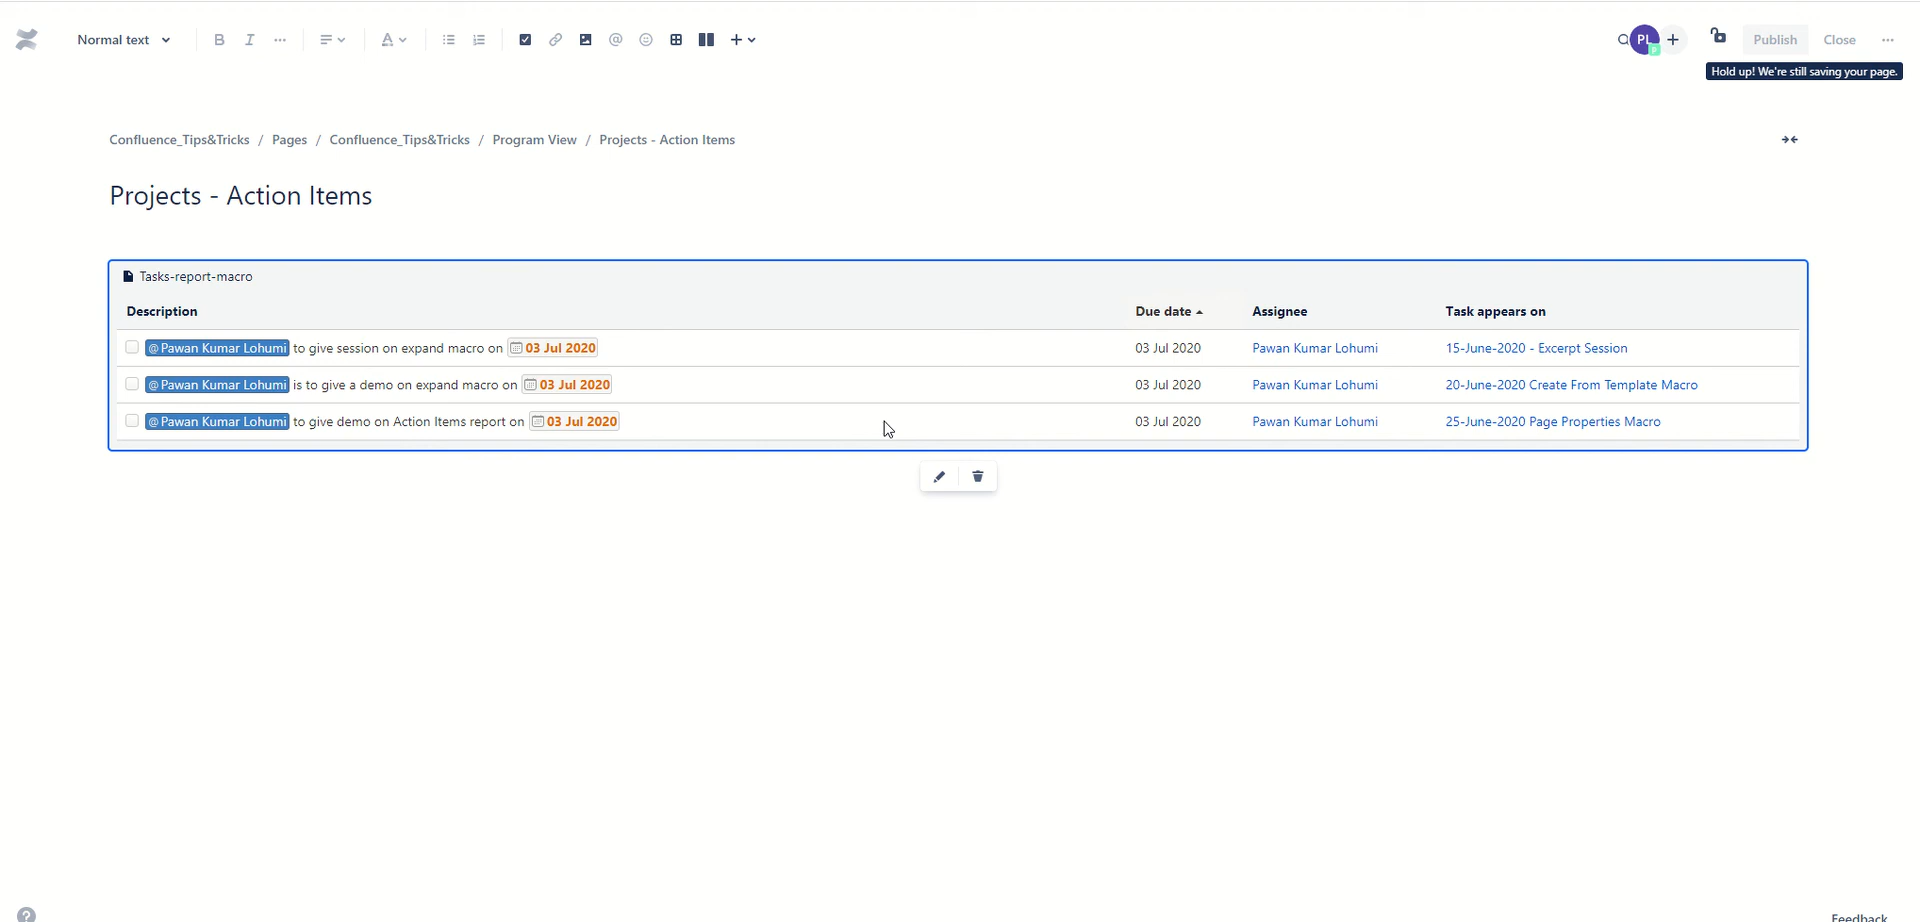 Normal text B I ... A @ +
PL + Publish Close ...
P
Hold up! We're still saving your page.
Confluence_Tips&Tricks / Pages / Confluence_Tips&Tricks / Program View / Projects - Action Items
Projects - Action Items
Tasks-report-macro
Description Due date Assignee Task appears on
@Pawan Kumar Lohumi to give session on expand macro on 03 Jul 2020 03 Jul 2020 Pawan Kumar Lohumi 15-June-2020 - Excerpt Session
@Pawan Kumar Lohumi is to give a demo on expand macro on 03 Jul 2020 03 Jul 2020 Pawan Kumar Lohumi 20-June-2020 Create From Template Macro
@Pawan Kumar Lohumi to give demo on Action Items report on 03 Jul 2020 03 Jul 2020 Pawan Kumar Lohumi 25-June-2020 Page Properties Macro
? Feedback